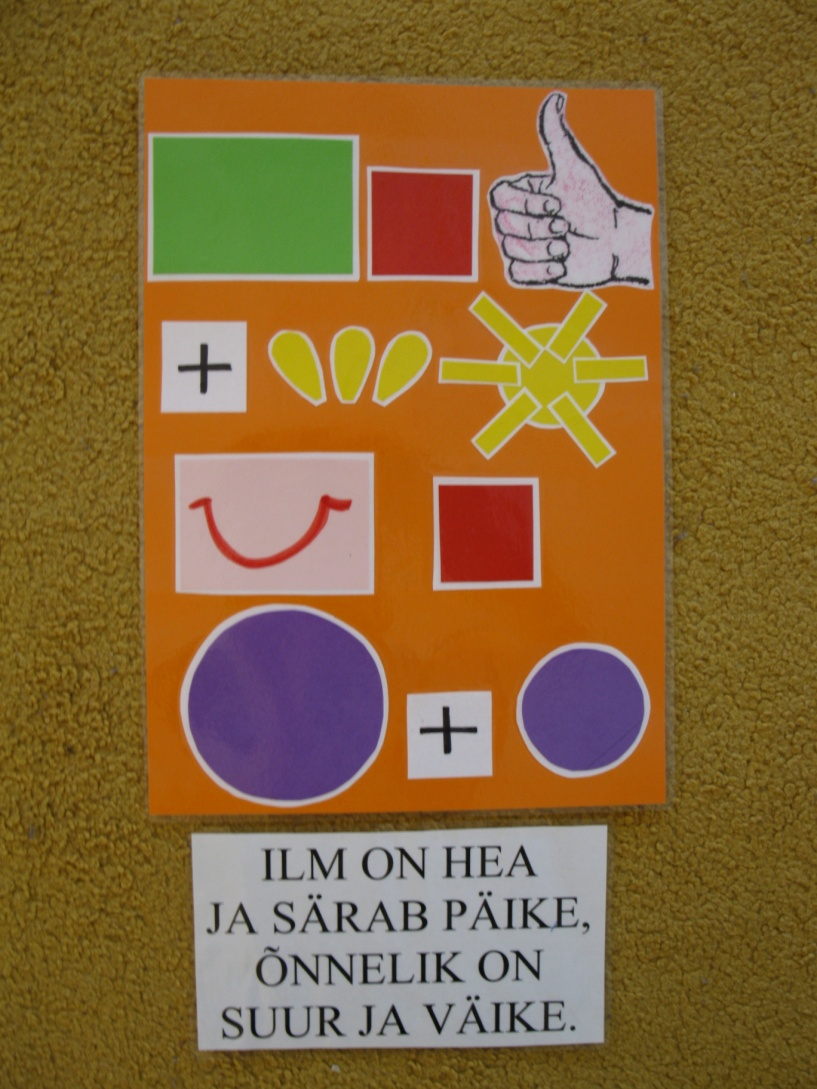 +
+
ILM ON HEA
JA SÄRAB PÄIKE,
ÕNNELIK ON
SUUR JA VÄIKE.